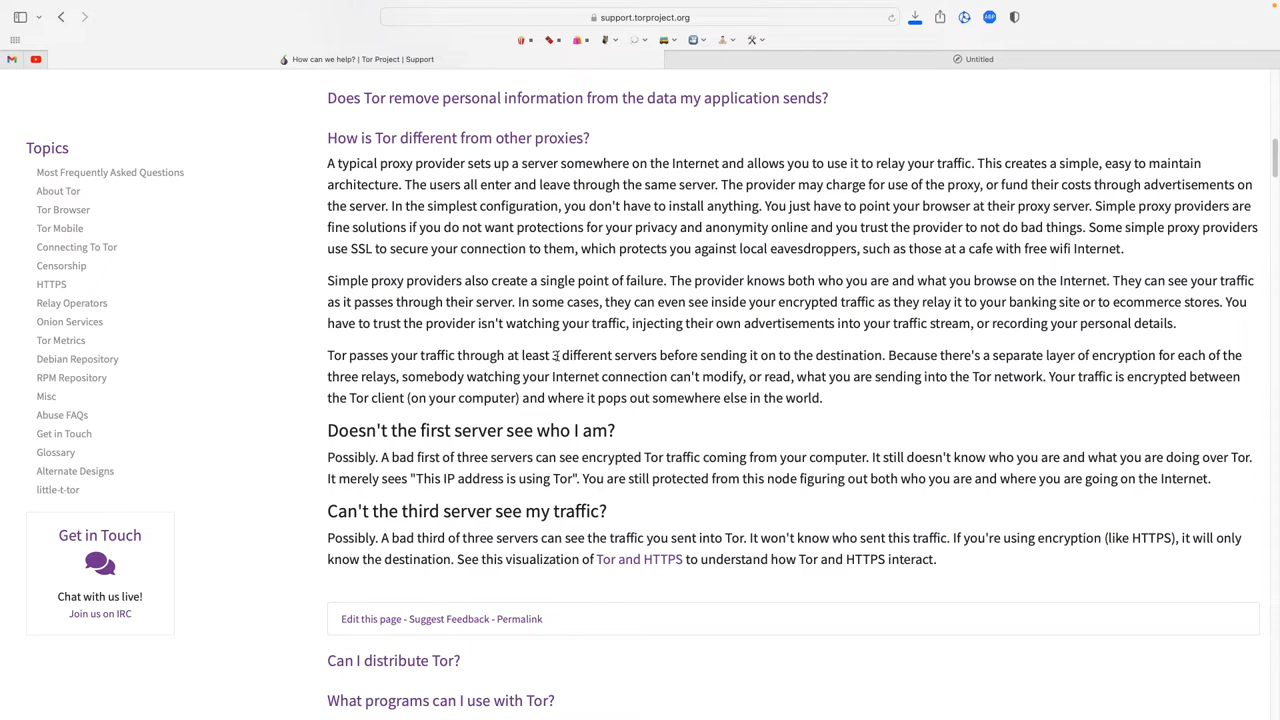 support.torproject.org
ABP
How can we help? | Tor Project | Support
Untitled
Does Tor remove personal information from the data my application sends?
How is Tor different from other proxies?
A typical proxy provider sets up a server somewhere on the Internet and allows you to use it to relay your traffic. This creates a simple, easy to maintain
architecture. The users all enter and leave through the same server. The provider may charge for use of the proxy, or fund their costs through advertisements on
the server. In the simplest configuration, you don't have to install anything. You just have to point your browser at their proxy server. Simple proxy providers are
fine solutions if you do not want protections for your privacy and anonymity online and you trust the provider to not do bad things. Some simple proxy providers
use SSL to secure your connection to them, which protects you against local eavesdroppers, such as those at a cafe with free wifi Internet.
Simple proxy providers also create a single point of failure. The provider knows both who you are and what you browse on the Internet. They can see your traffic
as it passes through their server. In some cases, they can even see inside your encrypted traffic as they relay it to your banking site or to ecommerce stores. You
have to trust the provider isn't watching your traffic, injecting their own advertisements into your traffic stream, or recording your personal details.
Tor passes your traffic through at least 3 different servers before sending it on to the destination. Because there's a separate layer of encryption for each of the
three relays, somebody watching your Internet connection can't modify, or read, what you are sending into the Tor network. Your traffic is encrypted between
the Tor client (on your computer) and where it pops out somewhere else in the world.
Doesn't the first server see who I am?
Possibly. A bad first of three servers can see encrypted Tor traffic coming from your computer. It still doesn't know who you are and what you are doing over Tor.
It merely sees "This IP address is using Tor". You are still protected from this node figuring out both who you are and where you are going on the Internet.
Can't the third server see my traffic?
Possibly. A bad third of three servers can see the traffic you sent into Tor. It won't know who sent this traffic. If you're using encryption (like HTTPS), it will only
know the destination. See this visualization of Tor and HTTPS to understand how Tor and HTTPS interact.
Edit this page - Suggest Feedback - Permalink
Can I distribute Tor?
What programs can I use with Tor?
Topics
Most Frequently Asked Questions
About Tor
Tor Browser
Tor Mobile
Connecting To Tor
Censorship
HTTPS
Relay Operators
Onion Services
Tor Metrics
Debian Repository
RPM Repository
Misc
Abuse FAQs
Get in Touch
Glossary
Alternate Designs
little-t-tor
Get in Touch
Chat with us live!
Join us on IRC